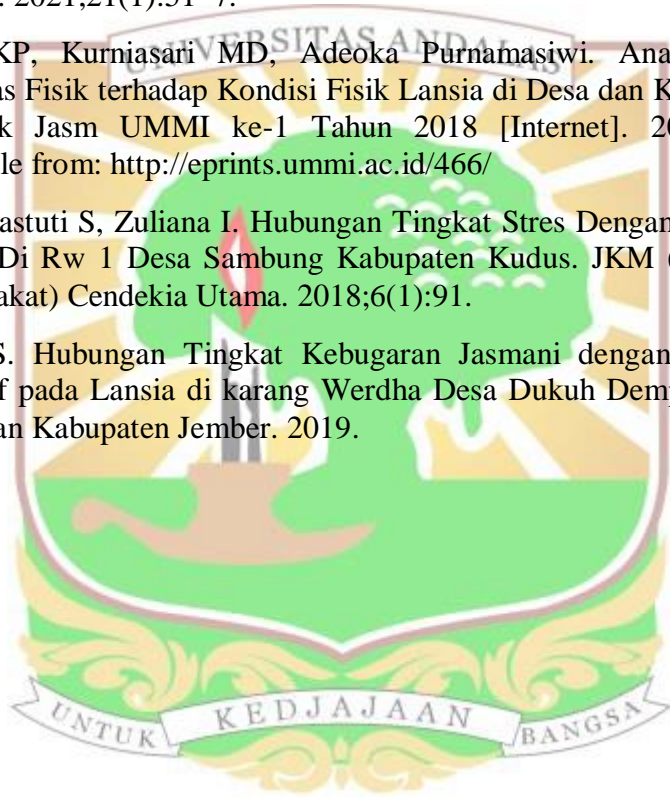 . 2021;21(1):31–7.
UNIVERSITAS ANDALAS
KP, Kurniasari MD, Adeoka Purnamasiwi. Ana
as Fisik terhadap Kondisi Fisik Lansia di Desa dan K
k Jasm UMMI ke-1 Tahun 2018 [Internet]. 20
le from: http://eprints.ummi.ac.id/466/
astuti S, Zuliana I. Hubungan Tingkat Stres Dengan
Di Rw 1 Desa Sambung Kabupaten Kudus. JKM (
akat) Cendekia Utama. 2018;6(1):91.
S. Hubungan Tingkat Kebugaran Jasmani dengan
f pada Lansia di karang Werdha Desa Dukuh Demp
an Kabupaten Jember. 2019.
UNTUK KEDJAJAAN BANGSA